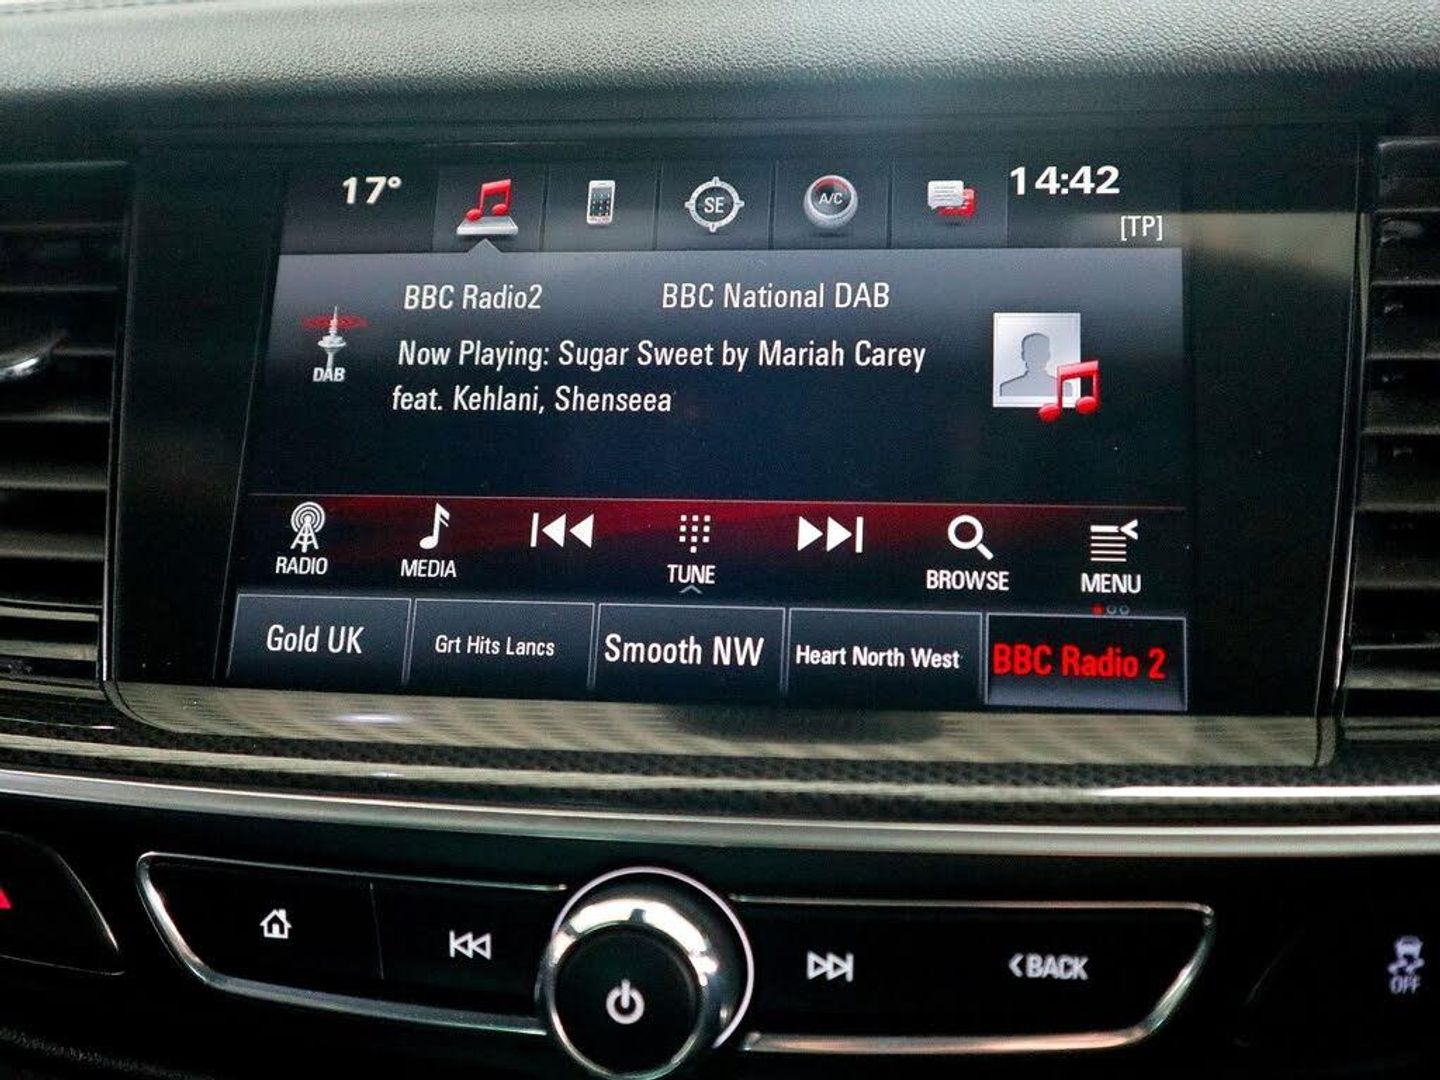 17°
SE
A/C
14:42
[TP]
BBC Radio2 BBC National DAB
DAB
Now Playing: Sugar Sweet by Mariah Carey
feat. Kehlani, Shenseea
RADIO MEDIA TUNE BROWSE MENU
Gold UK Grt Hits Lancs Smooth NW Heart North West BBC Radio 2
BACK
OFF